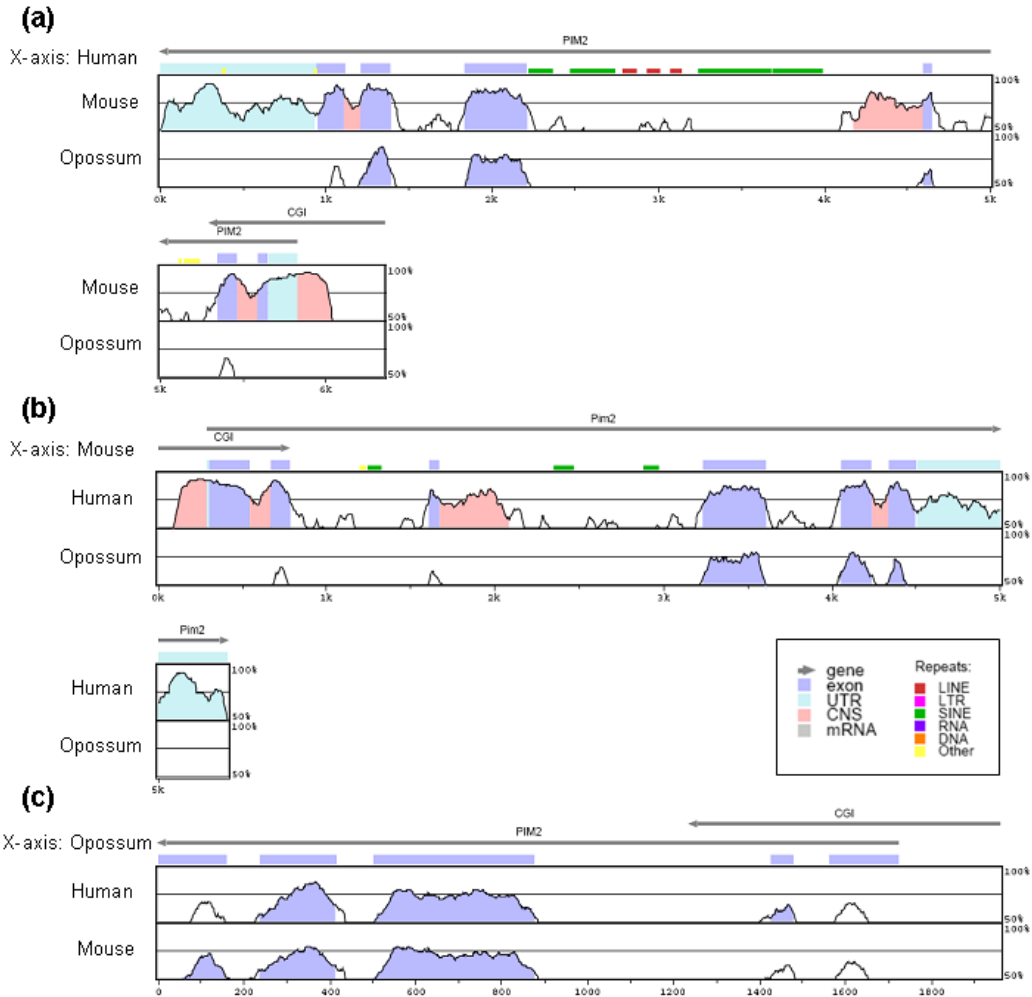 (a)
PIM2
X-axis: Human
Mouse
100%
50%
Opossum
100%
50%
0k 1k 2k 3k 4k 5k
CGI
PIM2
Mouse
100%
50%
Opossum
100%
50%
5k 6k
(b)
Pim2
CGI
X-axis: Mouse
Human
100%
50%
Opossum
100%
50%
0k 1k 2k 3k 4k 5k
Pim2
Human
100%
50%
Opossum
100%
50%
5k
gene
exon
UTR
CNS
mRNA
Repeats:
LINE
LTR
SINE
RNA
DNA
Other
(c)
CGI
PIM2
X-axis: Opossum
Human
100%
50%
Mouse
100%
50%
0 200 400 600 800 1000 1200 1400 1600 1800